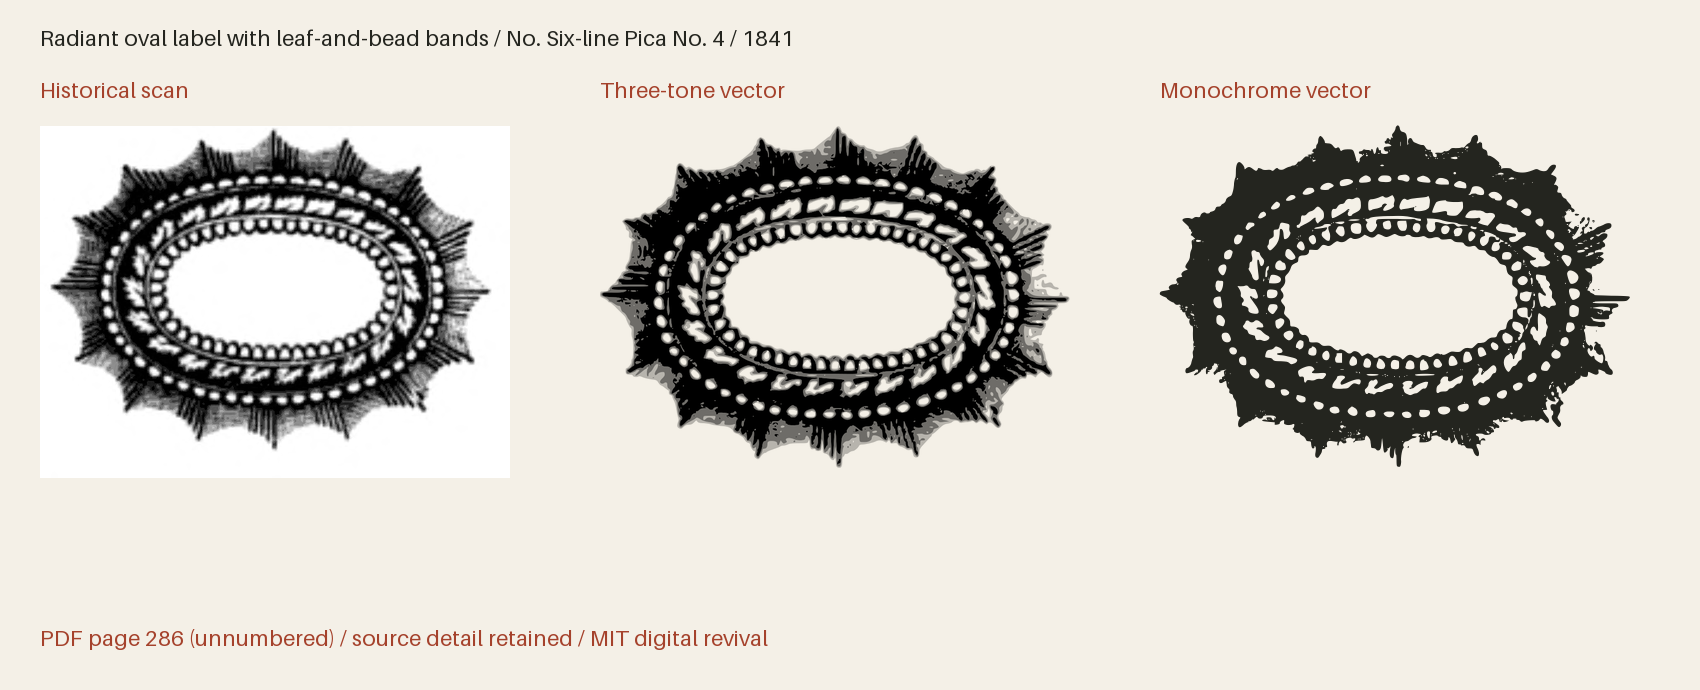 Radiant oval label with leaf-and-bead bands / No. Six-line Pica No. 4 / 1841
Historical scan
Three-tone vector
Monochrome vector
PDF page 286 (unnumbered) / source detail retained / MIT digital revival